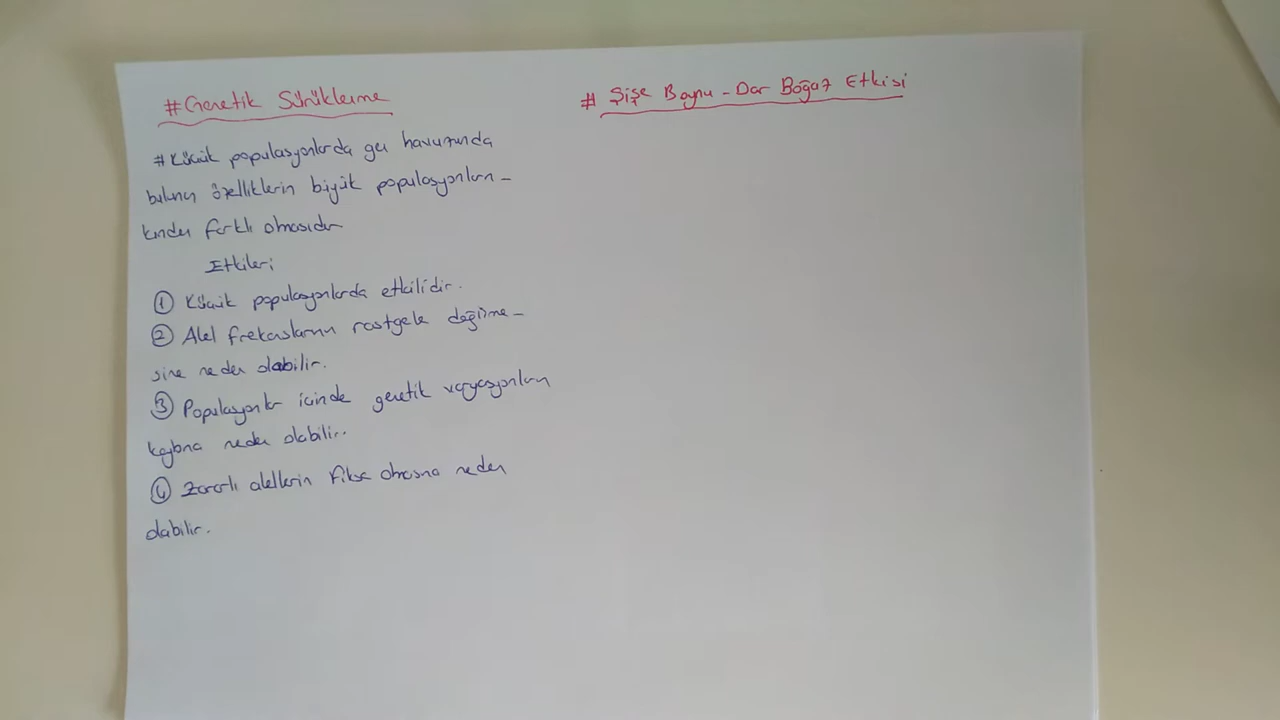 #Genetik Sürüklenme
#Küçük populasyonlarda gen havuzunda
bulunan özelliklerin büyük populasyonların-
kinden farklı olmasıdır
Etkileri
① Küçük populasyonlarda etkilidir.
② Alel frekanslarının rastgele değişme-
sine neden olabilir.
③ Populasyonlar içinde genetik varyasyonların
kaybına neden olabilir.
④ Zararlı alellerin fikse olmasına neden
olabilir.
# Şişe Boynu - Dar Boğaz Etkisi